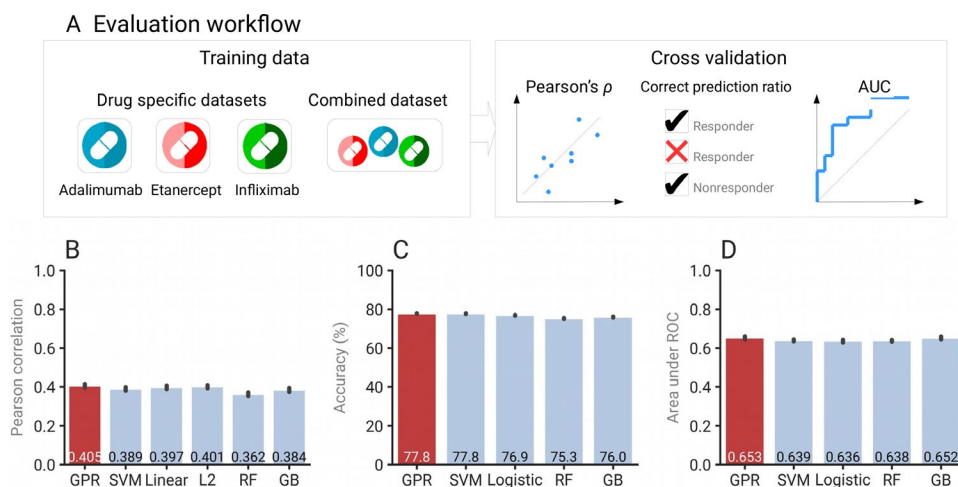 A Evaluation workflow
Training data
Drug specific datasets
Combined dataset
Adalimumab Etanercept Infliximab
Cross validation
Pearson's ρ
Correct prediction ratio
Responder
Responder
Nonresponder
AUC
B
Pearson correlation
1.0
0.8
0.6
0.4
0.2
0.0
0.405 0.389 0.397 0.401 0.362 0.384
GPR SVM Linear L2 RF GB
C
Accuracy (%)
100
80
60
40
20
0
77.8 77.8 76.9 75.3 76.0
GPR SVM Logistic RF GB
D
Area under ROC
1.0
0.8
0.6
0.4
0.2
0.0
0.653 0.639 0.636 0.638 0.652
GPR SVM Logistic RF GB